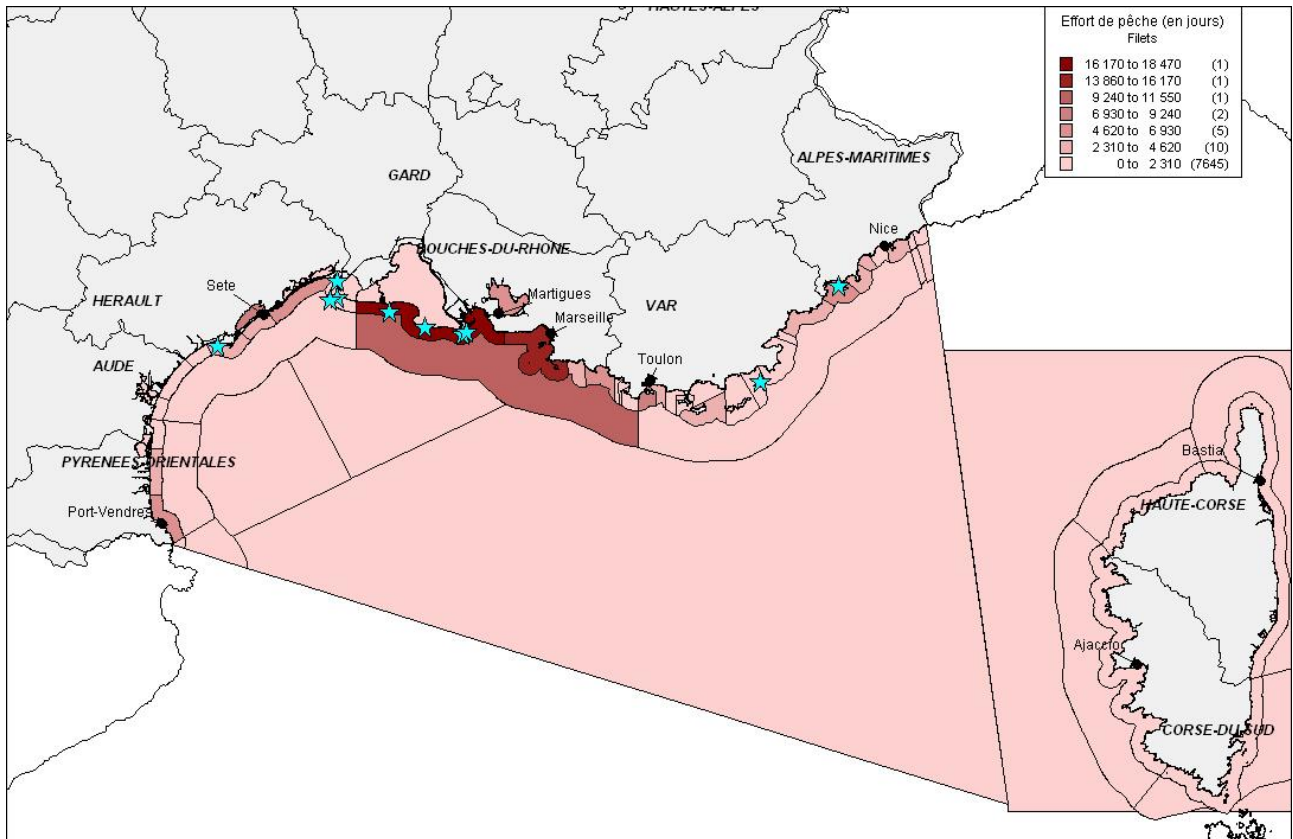 HAUTES-ALPES
Effort de pêche (en jours)
Filets
16 170 to 18 470 (1)
13 860 to 16 170 (1)
9 240 to 11 550 (1)
6 930 to 9 240 (2)
4 620 to 6 930 (5)
2 310 to 4 620 (10)
0 to 2 310 (7645)
ALPES-MARITIMES
GARD
Nice
BOUCHES-DU-RHONE
Sete
Martigues
HERAULT
VAR
Marseille
Toulon
AUDE
Bastia
PYRENEES-ORIENTALES
HAUTE-CORSE
Port-Vendres
Ajaccio
CORSE-DU-SUD